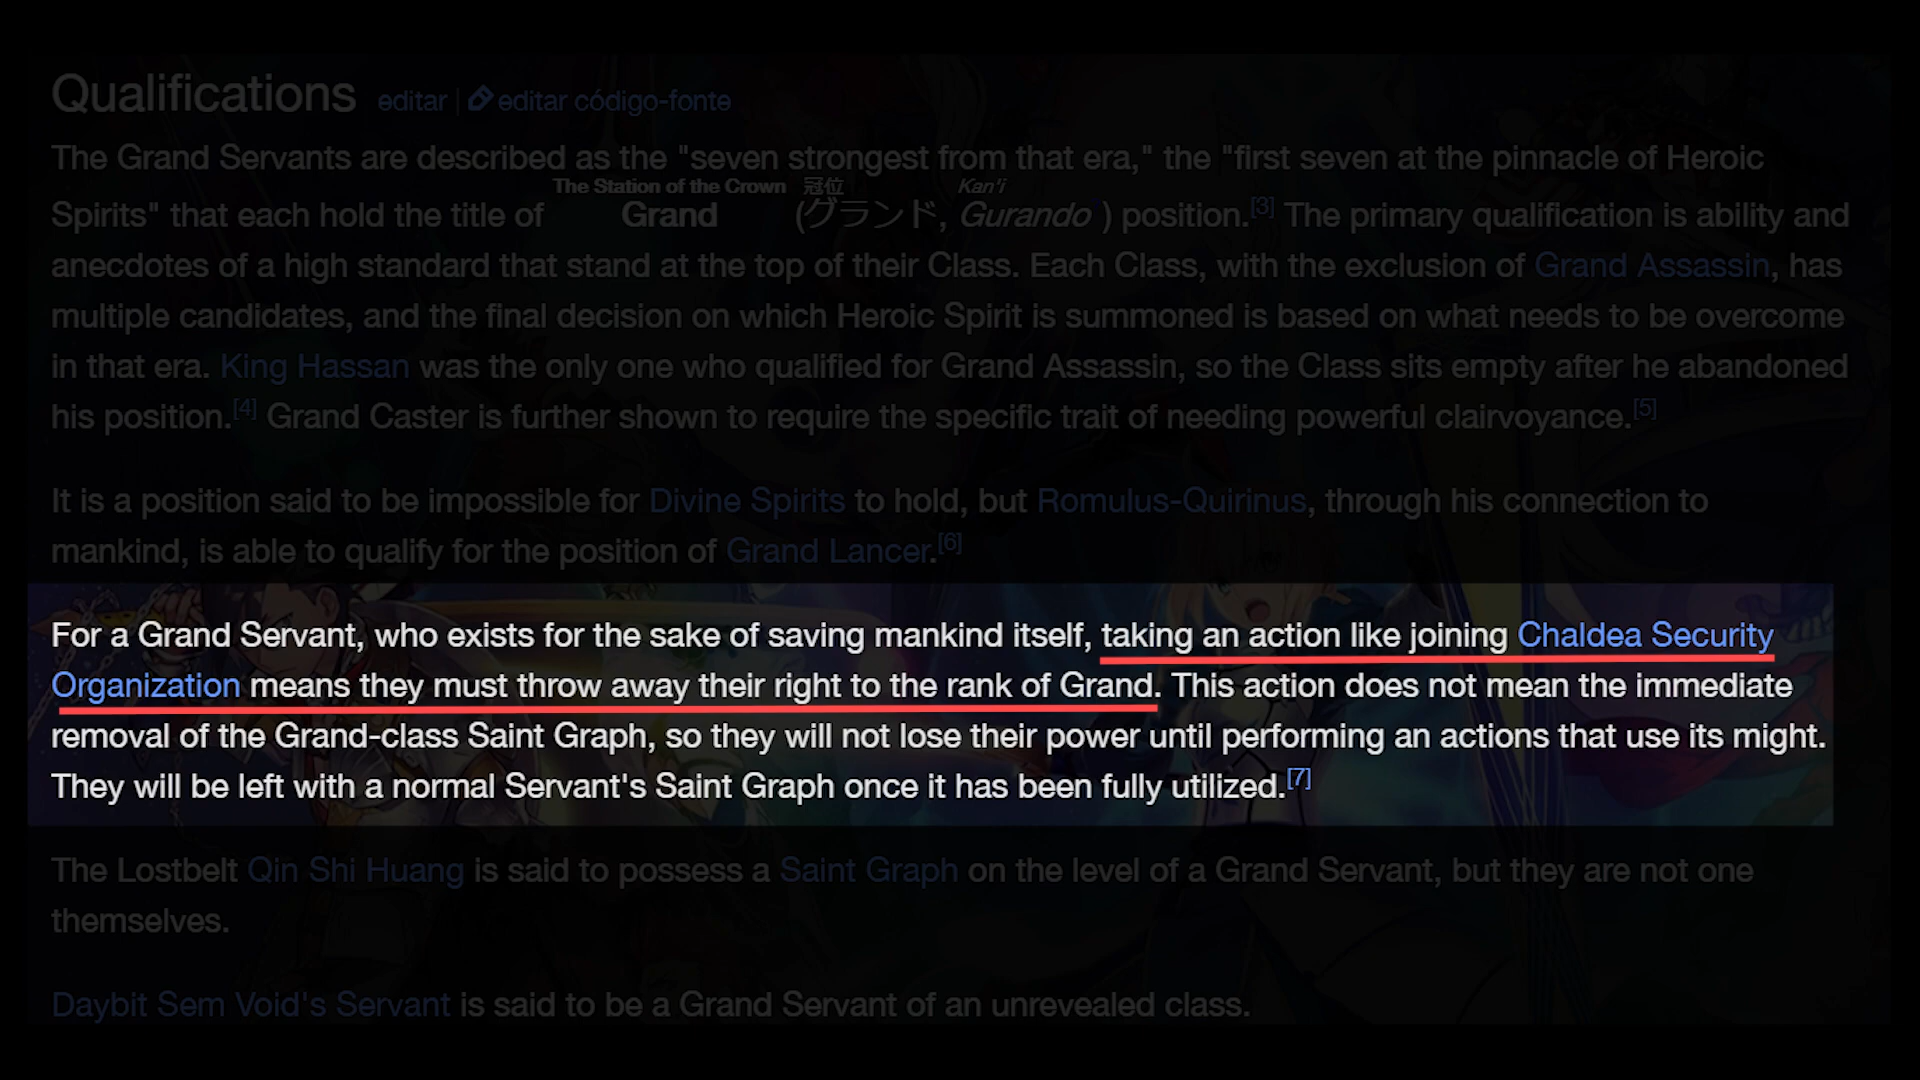 Qualifications editar | editar código-fonte
The Grand Servants are described as the "seven strongest from that era," the "first seven at the pinnacle of Heroic
The Station of the Crown 冠位 Kan'i
Spirits" that each hold the title of Grand (グランド, Gurando ) position.[3] The primary qualification is ability and
anecdotes of a high standard that stand at the top of their Class. Each Class, with the exclusion of Grand Assassin, has
multiple candidates, and the final decision on which Heroic Spirit is summoned is based on what needs to be overcome
in that era. King Hassan was the only one who qualified for Grand Assassin, so the Class sits empty after he abandoned
his position.[4] Grand Caster is further shown to require the specific trait of needing powerful clairvoyance.[5]
It is a position said to be impossible for Divine Spirits to hold, but Romulus-Quirinus, through his connection to
mankind, is able to qualify for the position of Grand Lancer.[6]
For a Grand Servant, who exists for the sake of saving mankind itself, taking an action like joining Chaldea Security
Organization means they must throw away their right to the rank of Grand. This action does not mean the immediate
removal of the Grand-class Saint Graph, so they will not lose their power until performing an actions that use its might.
They will be left with a normal Servant's Saint Graph once it has been fully utilized.[7]
The Lostbelt Qin Shi Huang is said to possess a Saint Graph on the level of a Grand Servant, but they are not one
themselves.
Daybit Sem Void's Servant is said to be a Grand Servant of an unrevealed class.